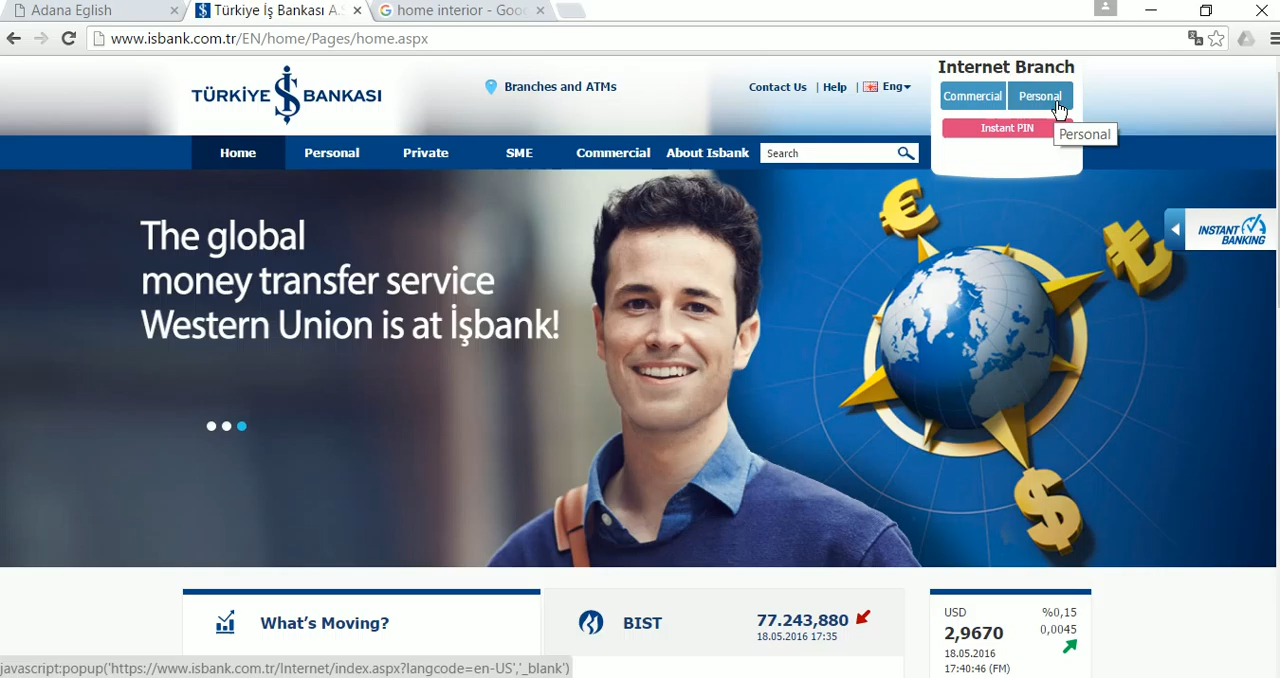 Adana Eglish
Türkiye İş Bankası A.Ş
home interior - Goo
www.isbank.com.tr/EN/home/Pages/home.aspx
TÜRKİYE İŞ BANKASI
Branches and ATMs
Contact Us | Help | Eng
Internet Branch
Commercial Personal
Instant PIN
Personal
Home Personal Private SME Commercial About Isbank Search
The global
money transfer service
Western Union is at İşbank!
INSTANT
BANKING
What's Moving?
BIST
77.243,880
18.05.2016 17:35
USD
%0,15
2,9670
0,0045
18.05.2016
17:40:46 (FM)
javascript:popup('https://www.isbank.com.tr/Internet/index.aspx?langcode=en-US','_blank')